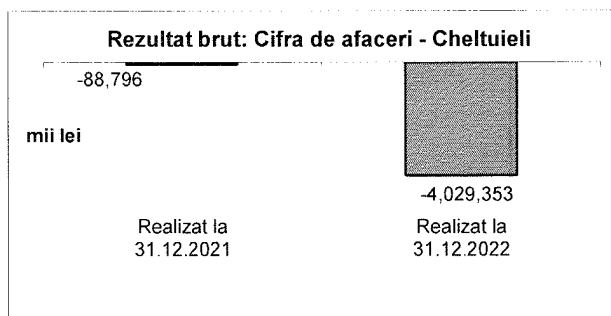 Rezultat brut: Cifra de afaceri - Cheltuieli
-88,796
mii lei
-4,029,353
Realizat la Realizat la
31.12.2021 31.12.2022